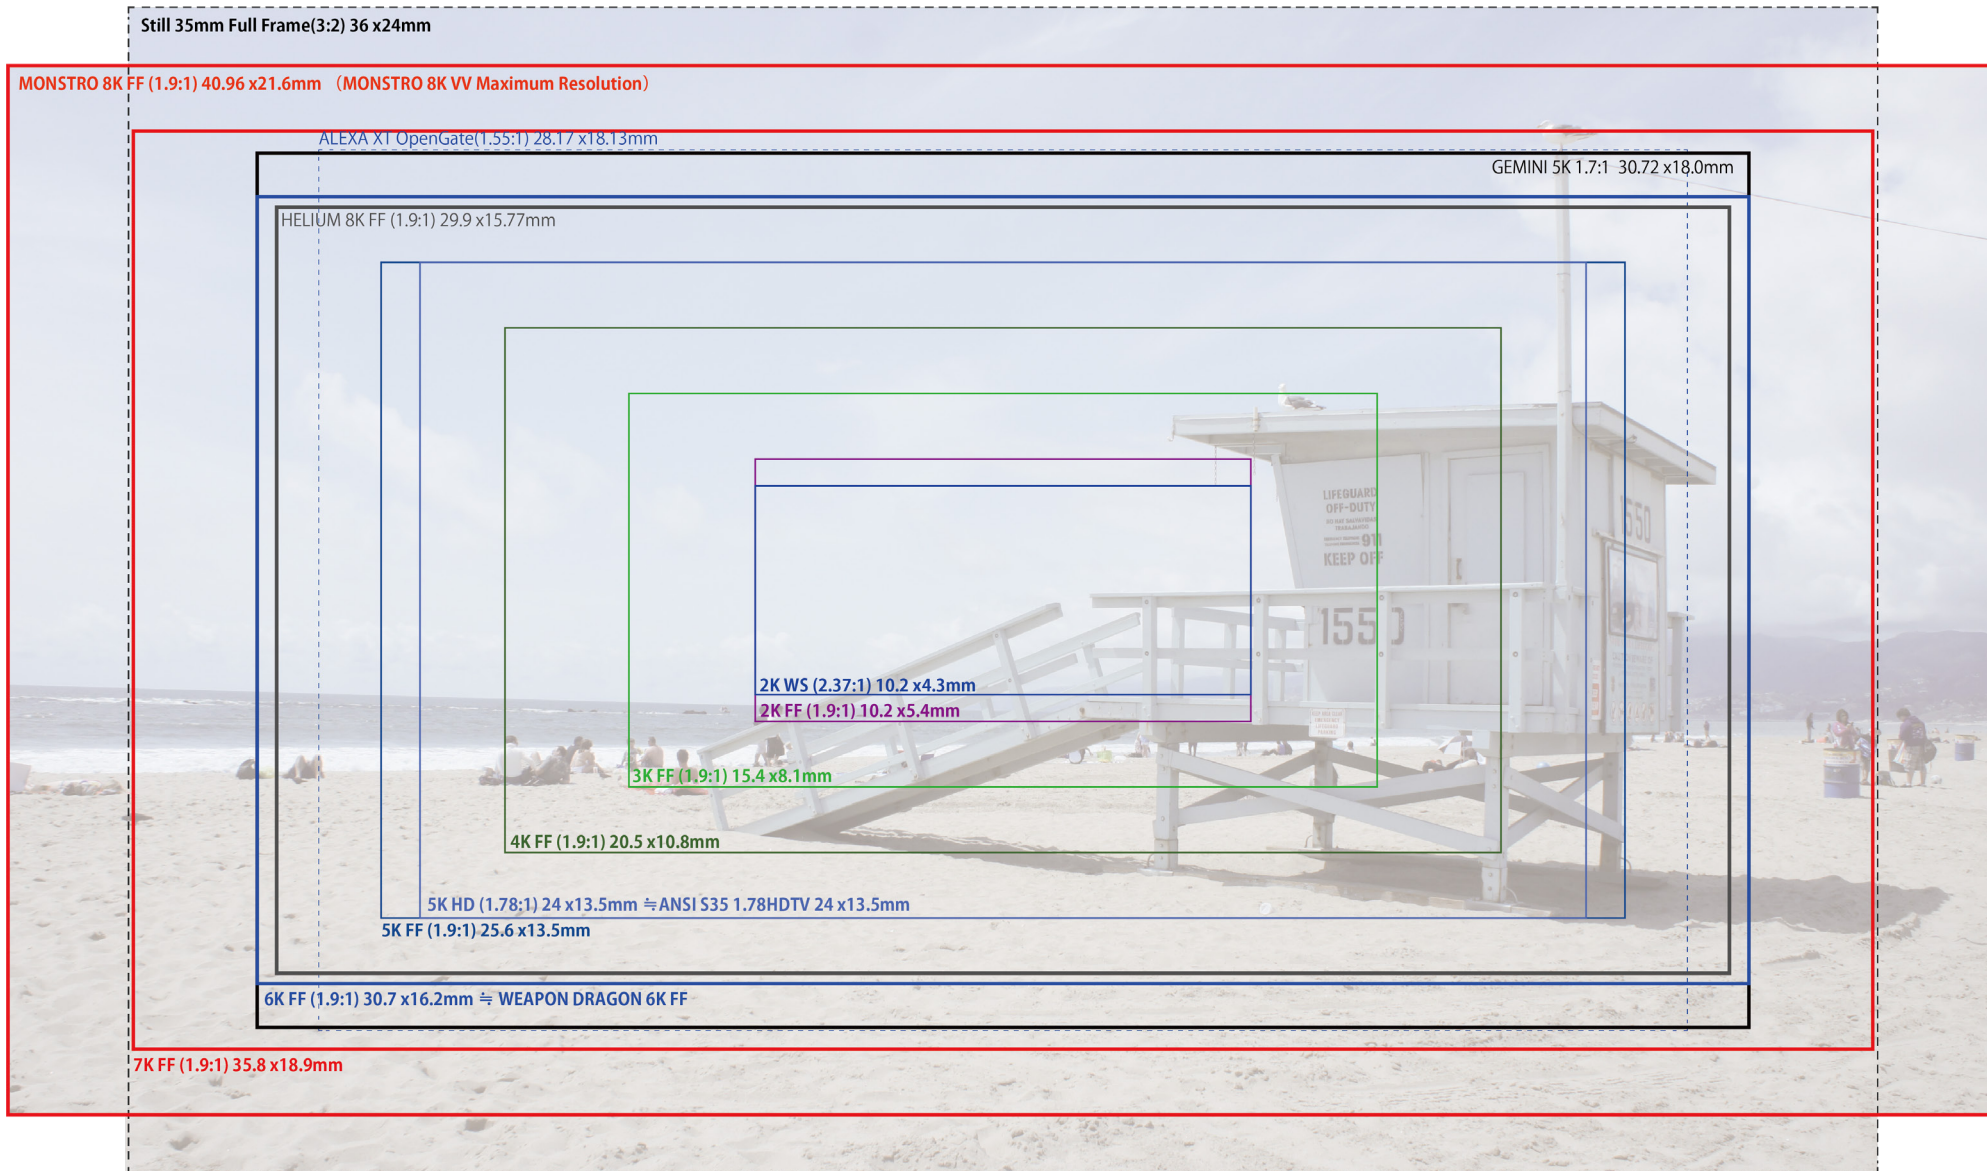 Still 35mm Full Frame(3:2) 36 x24mm
MONSTRO 8K FF (1.9:1) 40.96 x21.6mm （MONSTRO 8K VV Maximum Resolution）
ALEXA XT OpenGate(1.55:1) 28.17 x18.13mm
GEMINI 5K 1.7:1 30.72 x18.0mm
HELIUM 8K FF (1.9:1) 29.9 x15.77mm
LIFEGUARD
OFF-DUTY
911
KEEP OFF
1550
1550
2K WS (2.37:1) 10.2 x4.3mm
2K FF (1.9:1) 10.2 x5.4mm
3K FF (1.9:1) 15.4 x8.1mm
4K FF (1.9:1) 20.5 x10.8mm
5K HD (1.78:1) 24 x13.5mm ≒ANSI S35 1.78HDTV 24 x13.5mm
5K FF (1.9:1) 25.6 x13.5mm
6K FF (1.9:1) 30.7 x16.2mm ≒ WEAPON DRAGON 6K FF
7K FF (1.9:1) 35.8 x18.9mm